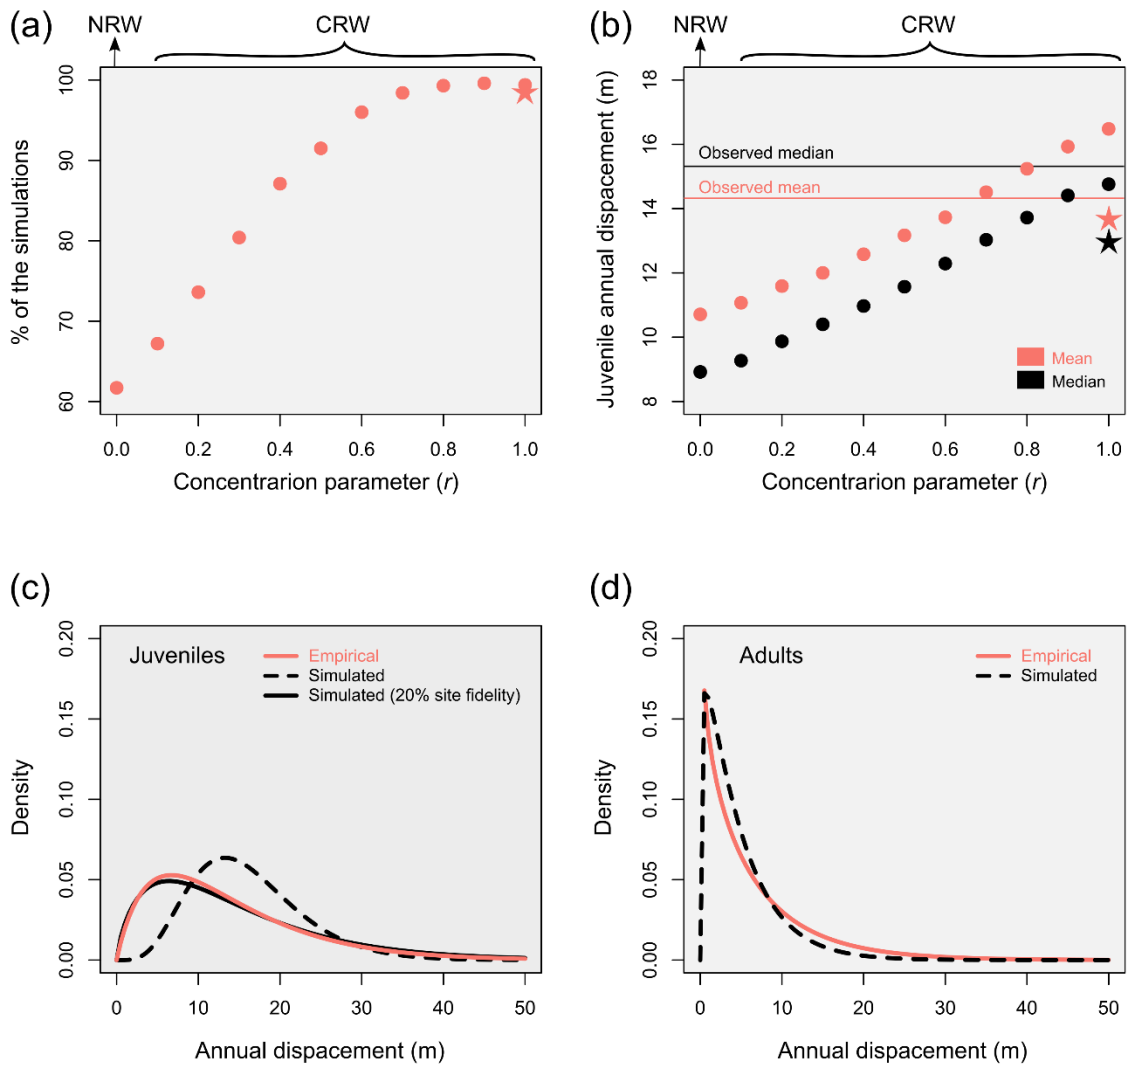 (a)
NRW
CRW
% of the simulations
100
90
80
70
60
0.0 0.2 0.4 0.6 0.8 1.0
Concentrarion parameter (r)
(b)
NRW
CRW
Juvenile annual dispacement (m)
18
16
14
12
10
8
Observed median
Observed mean
Mean
Median
0.0 0.2 0.4 0.6 0.8 1.0
Concentrarion parameter (r)
(c)
Juveniles
Empirical
Simulated
Simulated (20% site fidelity)
Density
0.20
0.15
0.10
0.05
0.00
0 10 20 30 40 50
Annual dispacement (m)
(d)
Adults
Empirical
Simulated
Density
0.20
0.15
0.10
0.05
0.00
0 10 20 30 40 50
Annual dispacement (m)